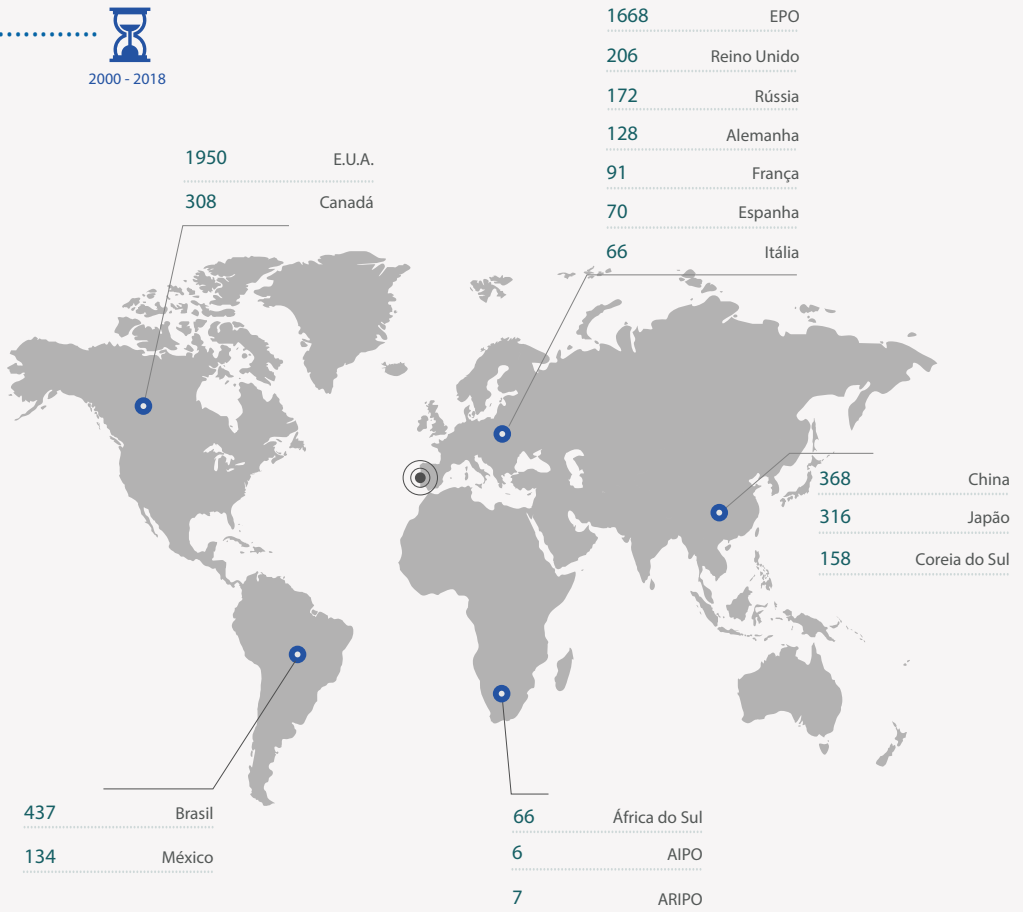 2000 - 2018
1668 EPO
206 Reino Unido
172 Rússia
128 Alemanha
91 França
70 Espanha
66 Itália
1950 E.U.A.
308 Canadá
368 China
316 Japão
158 Coreia do Sul
437 Brasil
134 México
66 África do Sul
6 AIPO
7 ARIPO